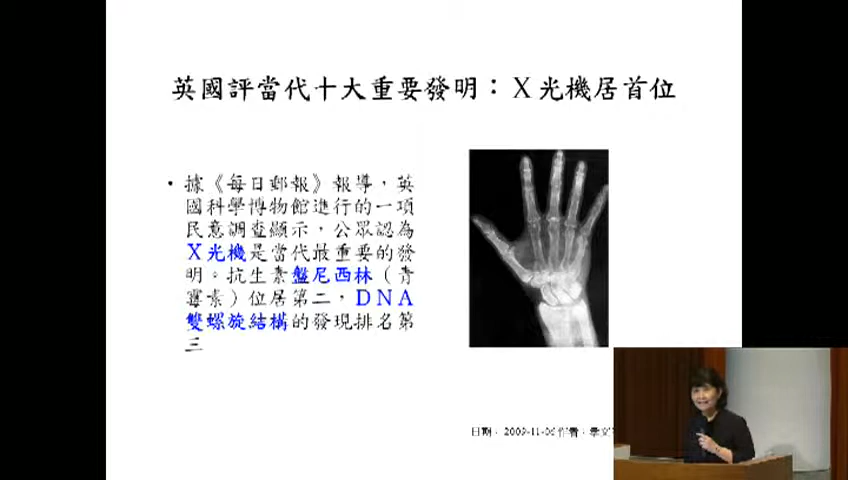 英國評當代十大重要發明：X光機居首位
• 據《每日郵報》報導，英
國科學博物館進行的一項
民意調查顯示，公眾認為
X光機是當代最重要的發
明。抗生素盤尼西林（青
霉素）位居第二，DNA
雙螺旋結構的發現排名第
三
日期： 2009-11-06 作者：